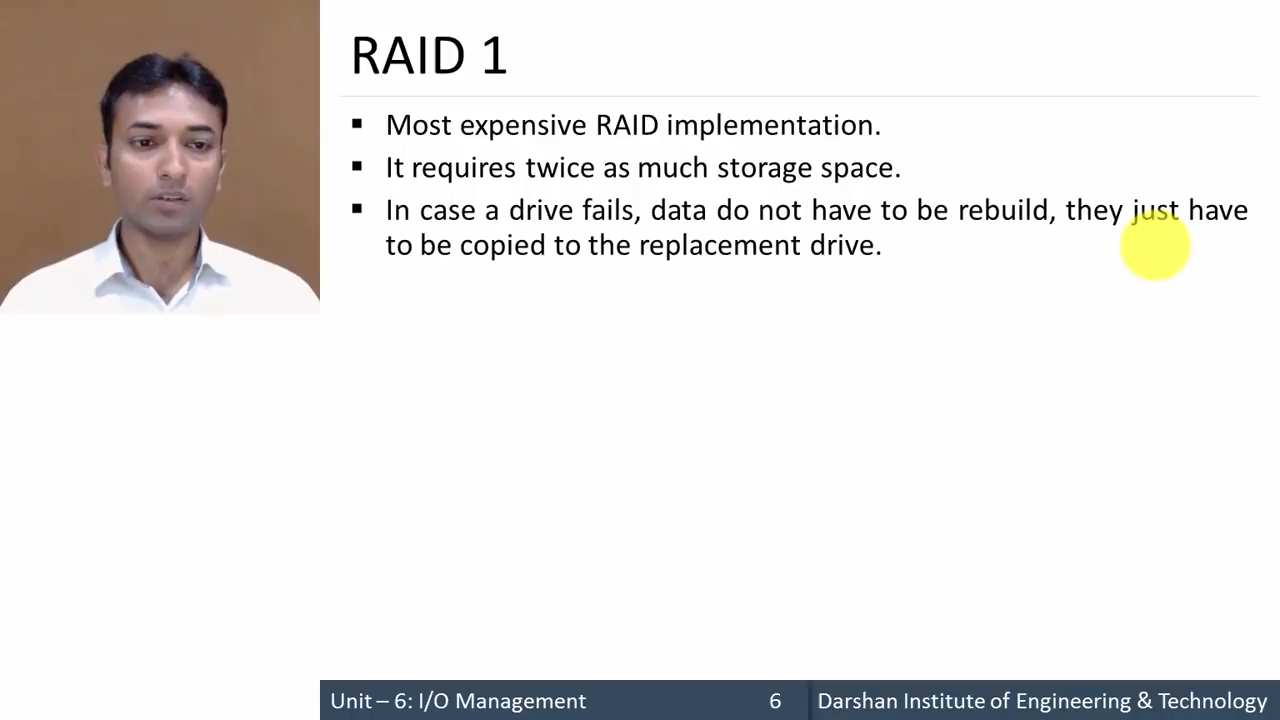 RAID 1
▪ Most expensive RAID implementation.
▪ It requires twice as much storage space.
▪ In case a drive fails, data do not have to be rebuild, they just have
to be copied to the replacement drive.
Unit – 6: I/O Management 6 Darshan Institute of Engineering & Technology